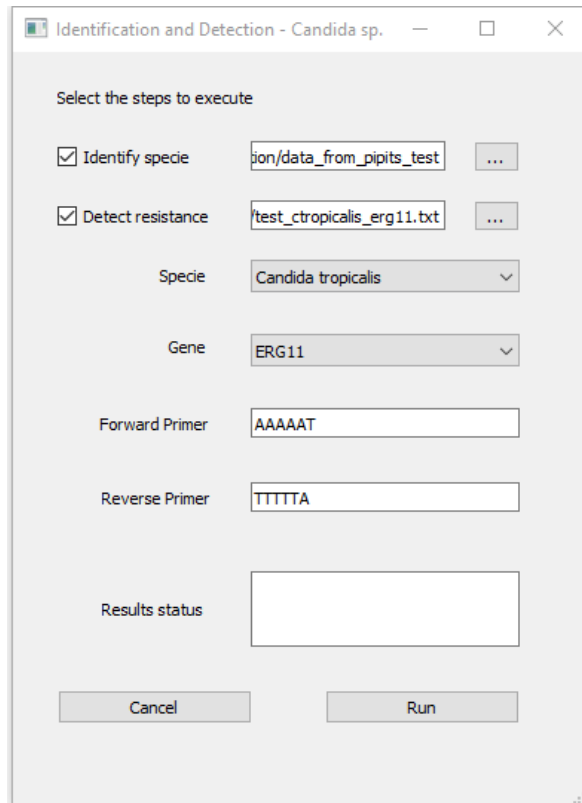 Identification and Detection - Candida sp.
Select the steps to execute
Identify specie tion/data_from_pipits_test ...
Detect resistance /test_ctropicalis_erg11.txt ...
Specie Candida tropicalis
Gene ERG11
Forward Primer AAAAAT
Reverse Primer TTTTTA
Results status
Cancel Run